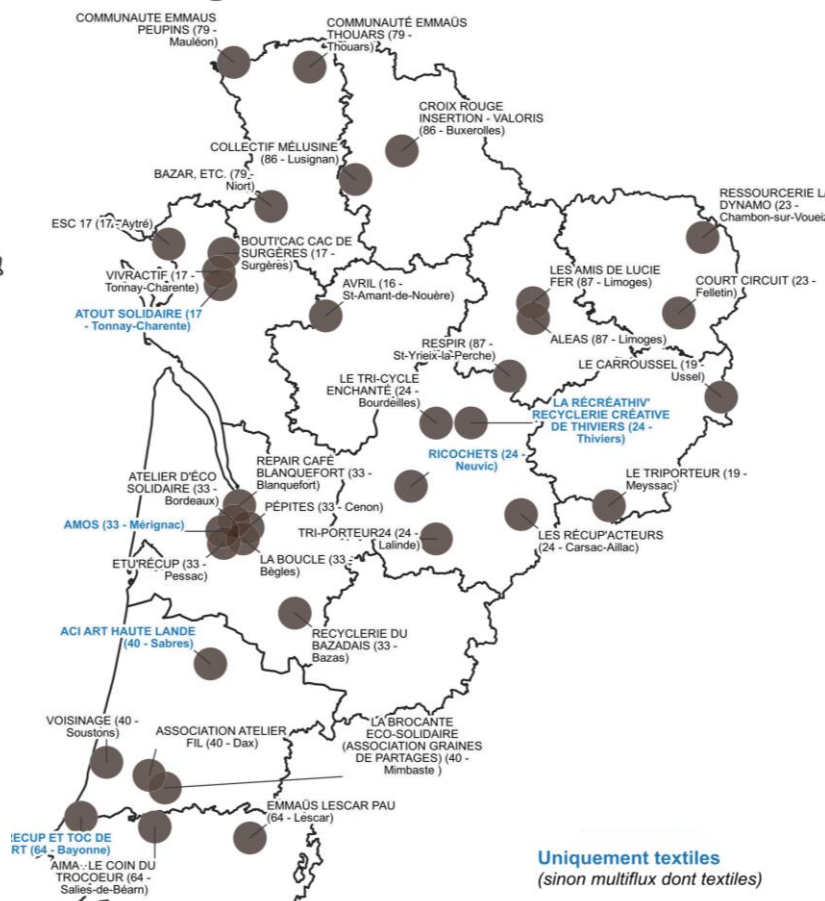 COMMUNAUTE EMMAUS
PEUPINS (79 -
Mauléon)
COMMUNAUTÉ EMMAÜS
THOUARS (79 -
Thouars)
CROIX ROUGE
INSERTION - VALORIS
(86 - Buxerolles)
COLLECTIF MÉLUSINE
(86 - Lusignan)
BAZAR, ETC. (79 -
Niort)
ESC 17 (17 - Aytré)
BOUTI'CAC CAC DE
SURGÈRES (17 -
Surgères)
VIVRACTIF (17 -
Tonnay-Charente)
ATOUT SOLIDAIRE (17
- Tonnay-Charente)
AVRIL (16 -
St-Amant-de-Nouère)
RESSOURCERIE LA
DYNAMO (23 -
Chambon-sur-Voueiz
LES AMIS DE LUCIE
FER (87 - Limoges)
COURT CIRCUIT (23 -
Felletin)
ALEAS (87 - Limoges)
RESPIR (87 -
St-Yrieix-la-Perche)
LE CARROUSSEL (19 -
Ussel)
LE TRI-CYCLE
ENCHANTÉ (24 -
Bourdeilles)
LA RÉCRÉATHIV'
RECYCLERIE CRÉATIVE
DE THIVIERS (24 -
Thiviers)
RICOCHETS (24 -
Neuvic)
REPAIR CAFÉ
BLANQUEFORT (33 -
Blanquefort)
ATELIER D'ÉCO
SOLIDAIRE (33 -
Bordeaux)
PÉPITES (33 - Cenon)
AMOS (33 - Mérignac)
LE TRIPORTEUR (19 -
Meyssac)
TRI-PORTEUR24 (24 -
Lalinde)
LES RÉCUP'ACTEURS
(24 - Carsac-Aillac)
ETU'RÉCUP (33 -
Pessac)
LA BOUCLE (33 -
Bègles)
ACI ART HAUTE LANDE
(40 - Sabres)
RECYCLERIE DU
BAZADAIS (33 -
Bazas)
VOISINAGE (40 -
Soustons)
ASSOCIATION ATELIER
FIL (40 - Dax)
LA BROCANTE
ECO-SOLIDAIRE
(ASSOCIATION GRAINES
DE PARTAGES) (40 -
Mimbaste )
EMMAÜS LESCAR PAU
(64 - Lescar)
ECUP ET TOC DE
RT (64 - Bayonne)
AIMA - LE COIN DU
TROCOEUR (64 -
Salies-de-Béarn)
Uniquement textiles
(sinon multiflux dont textiles)